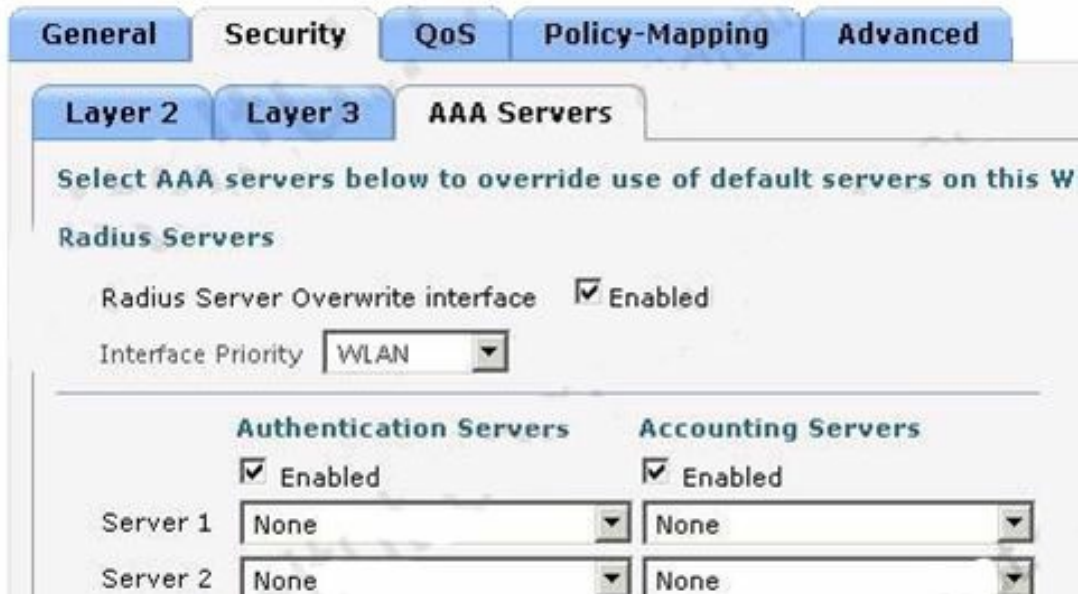 General Security QoS Policy-Mapping Advanced
Layer 2 Layer 3 AAA Servers
Select AAA servers below to override use of default servers on this W
Radius Servers
Radius Server Overwrite interface Enabled
Interface Priority WLAN
Authentication Servers Accounting Servers
Enabled Enabled
Server 1 None None
Server 2 None None